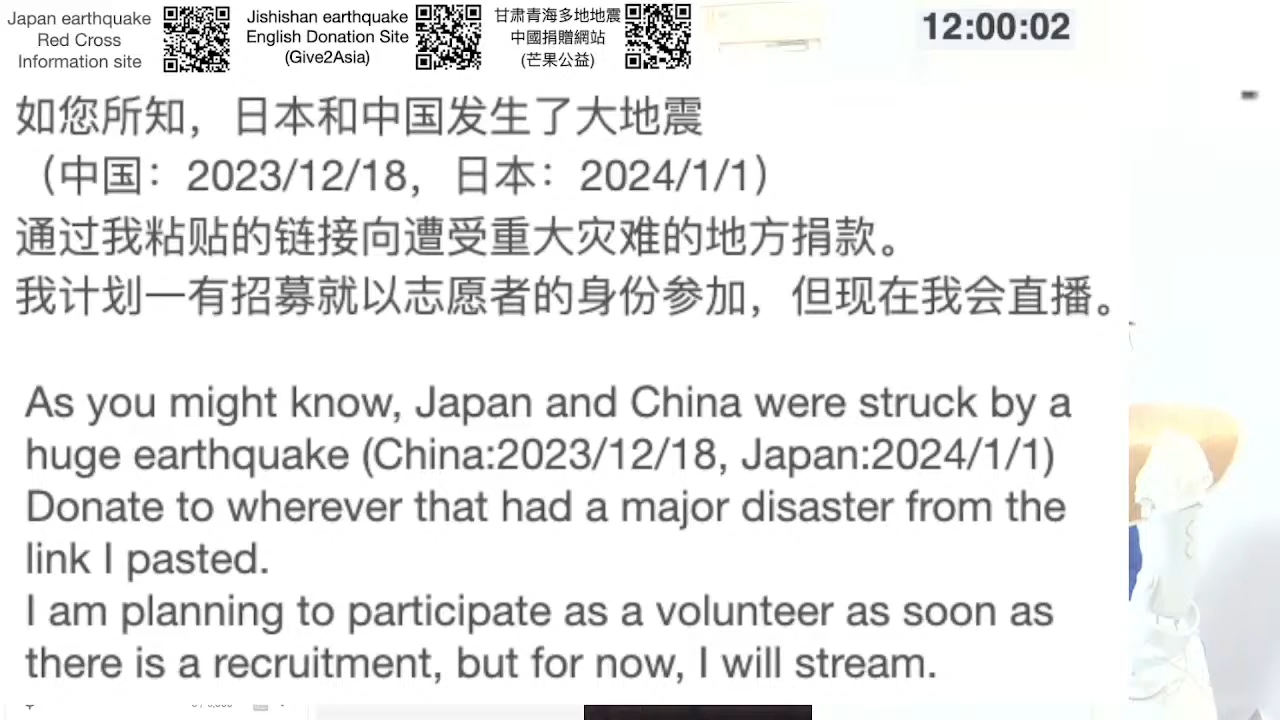 Japan earthquake
Red Cross
Information site
Jishishan earthquake
English Donation Site
(Give2Asia)
甘肅青海多地地震
中國捐贈網站
(芒果公益)
12:00:02
如您所知，日本和中国发生了大地震
（中国：2023/12/18，日本：2024/1/1）
通过我粘贴的链接向遭受重大灾难的地方捐款。
我计划一有招募就以志愿者的身份参加，但现在我会直播。
As you might know, Japan and China were struck by a
huge earthquake (China:2023/12/18, Japan:2024/1/1)
Donate to wherever that had a major disaster from the
link I pasted.
I am planning to participate as a volunteer as soon as
there is a recruitment, but for now, I will stream.